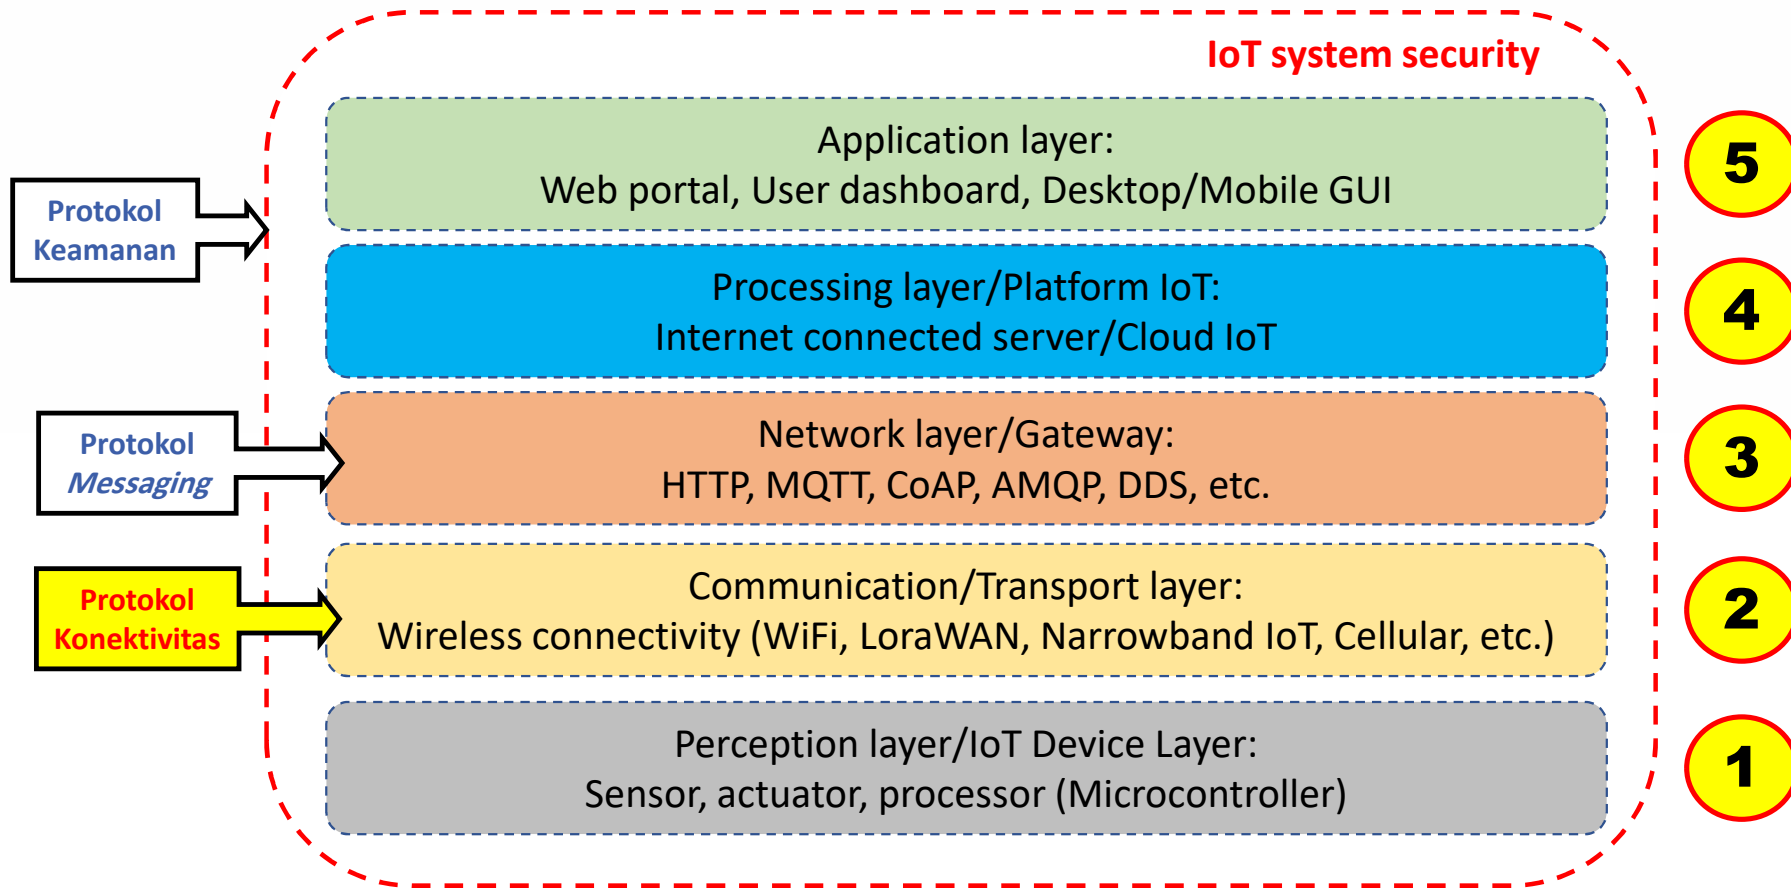 IoT system security
Application layer:
Web portal, User dashboard, Desktop/Mobile GUI
5
Protokol
Keamanan
Processing layer/Platform IoT:
Internet connected server/Cloud IoT
4
Protokol
Messaging
Network layer/Gateway:
HTTP, MQTT, CoAP, AMQP, DDS, etc.
3
Protokol
Konektivitas
Communication/Transport layer:
Wireless connectivity (WiFi, LoraWAN, Narrowband IoT, Cellular, etc.)
2
Perception layer/IoT Device Layer:
Sensor, actuator, processor (Microcontroller)
1